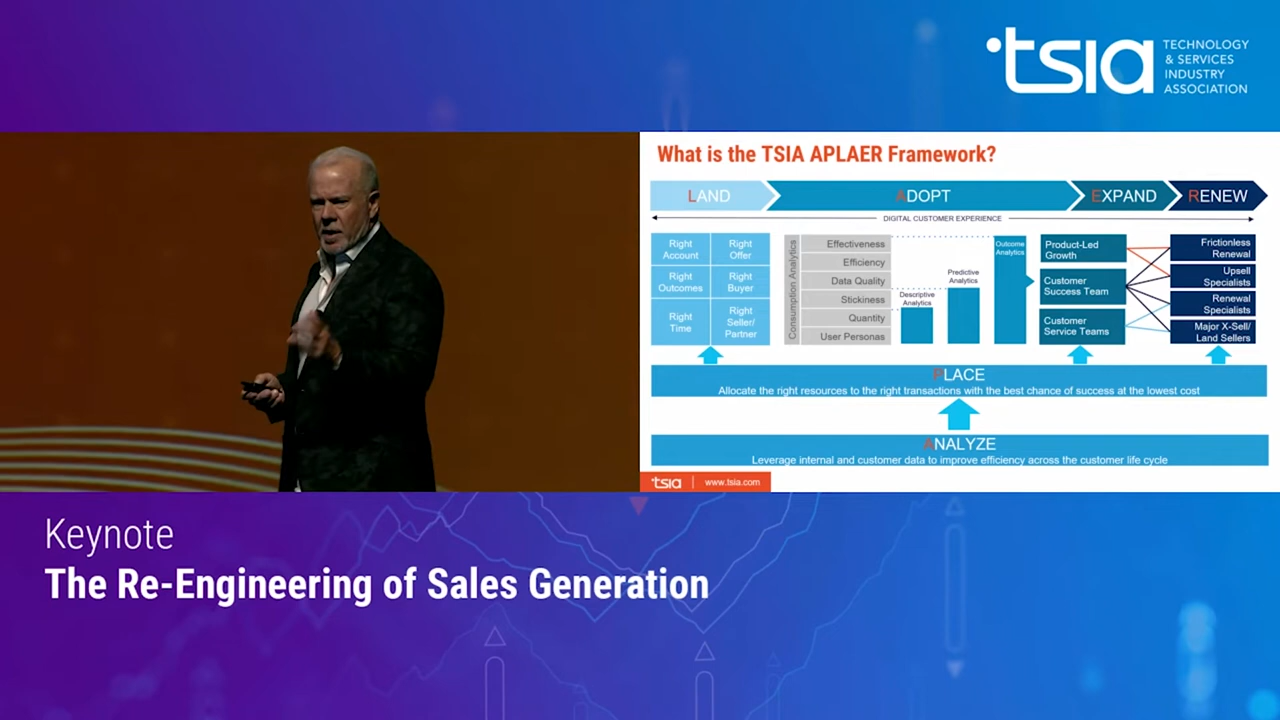 tsia
TECHNOLOGY
& SERVICES
INDUSTRY
ASSOCIATION
What is the TSIA APLAER Framework?
LAND
ADOPT
EXPAND
RENEW
DIGITAL CUSTOMER EXPERIENCE
Right
Account
Right
Offer
Right
Outcomes
Right
Buyer
Right
Time
Right
Seller/
Partner
Consumption Analytics
Effectiveness
Efficiency
Data Quality
Stickiness
Quantity
User Personas
Descriptive
Analytics
Predictive
Analytics
Outcome
Analytics
Product-Led
Growth
Customer
Success Team
Customer
Service Teams
Frictionless
Renewal
Upsell
Specialists
Renewal
Specialists
Major X-Sell/
Land Sellers
PLACE
Allocate the right resources to the right transactions with the best chance of success at the lowest cost
ANALYZE
Leverage internal and customer data to improve efficiency across the customer life cycle
tsia
www.tsia.com
Keynote
The Re-Engineering of Sales Generation